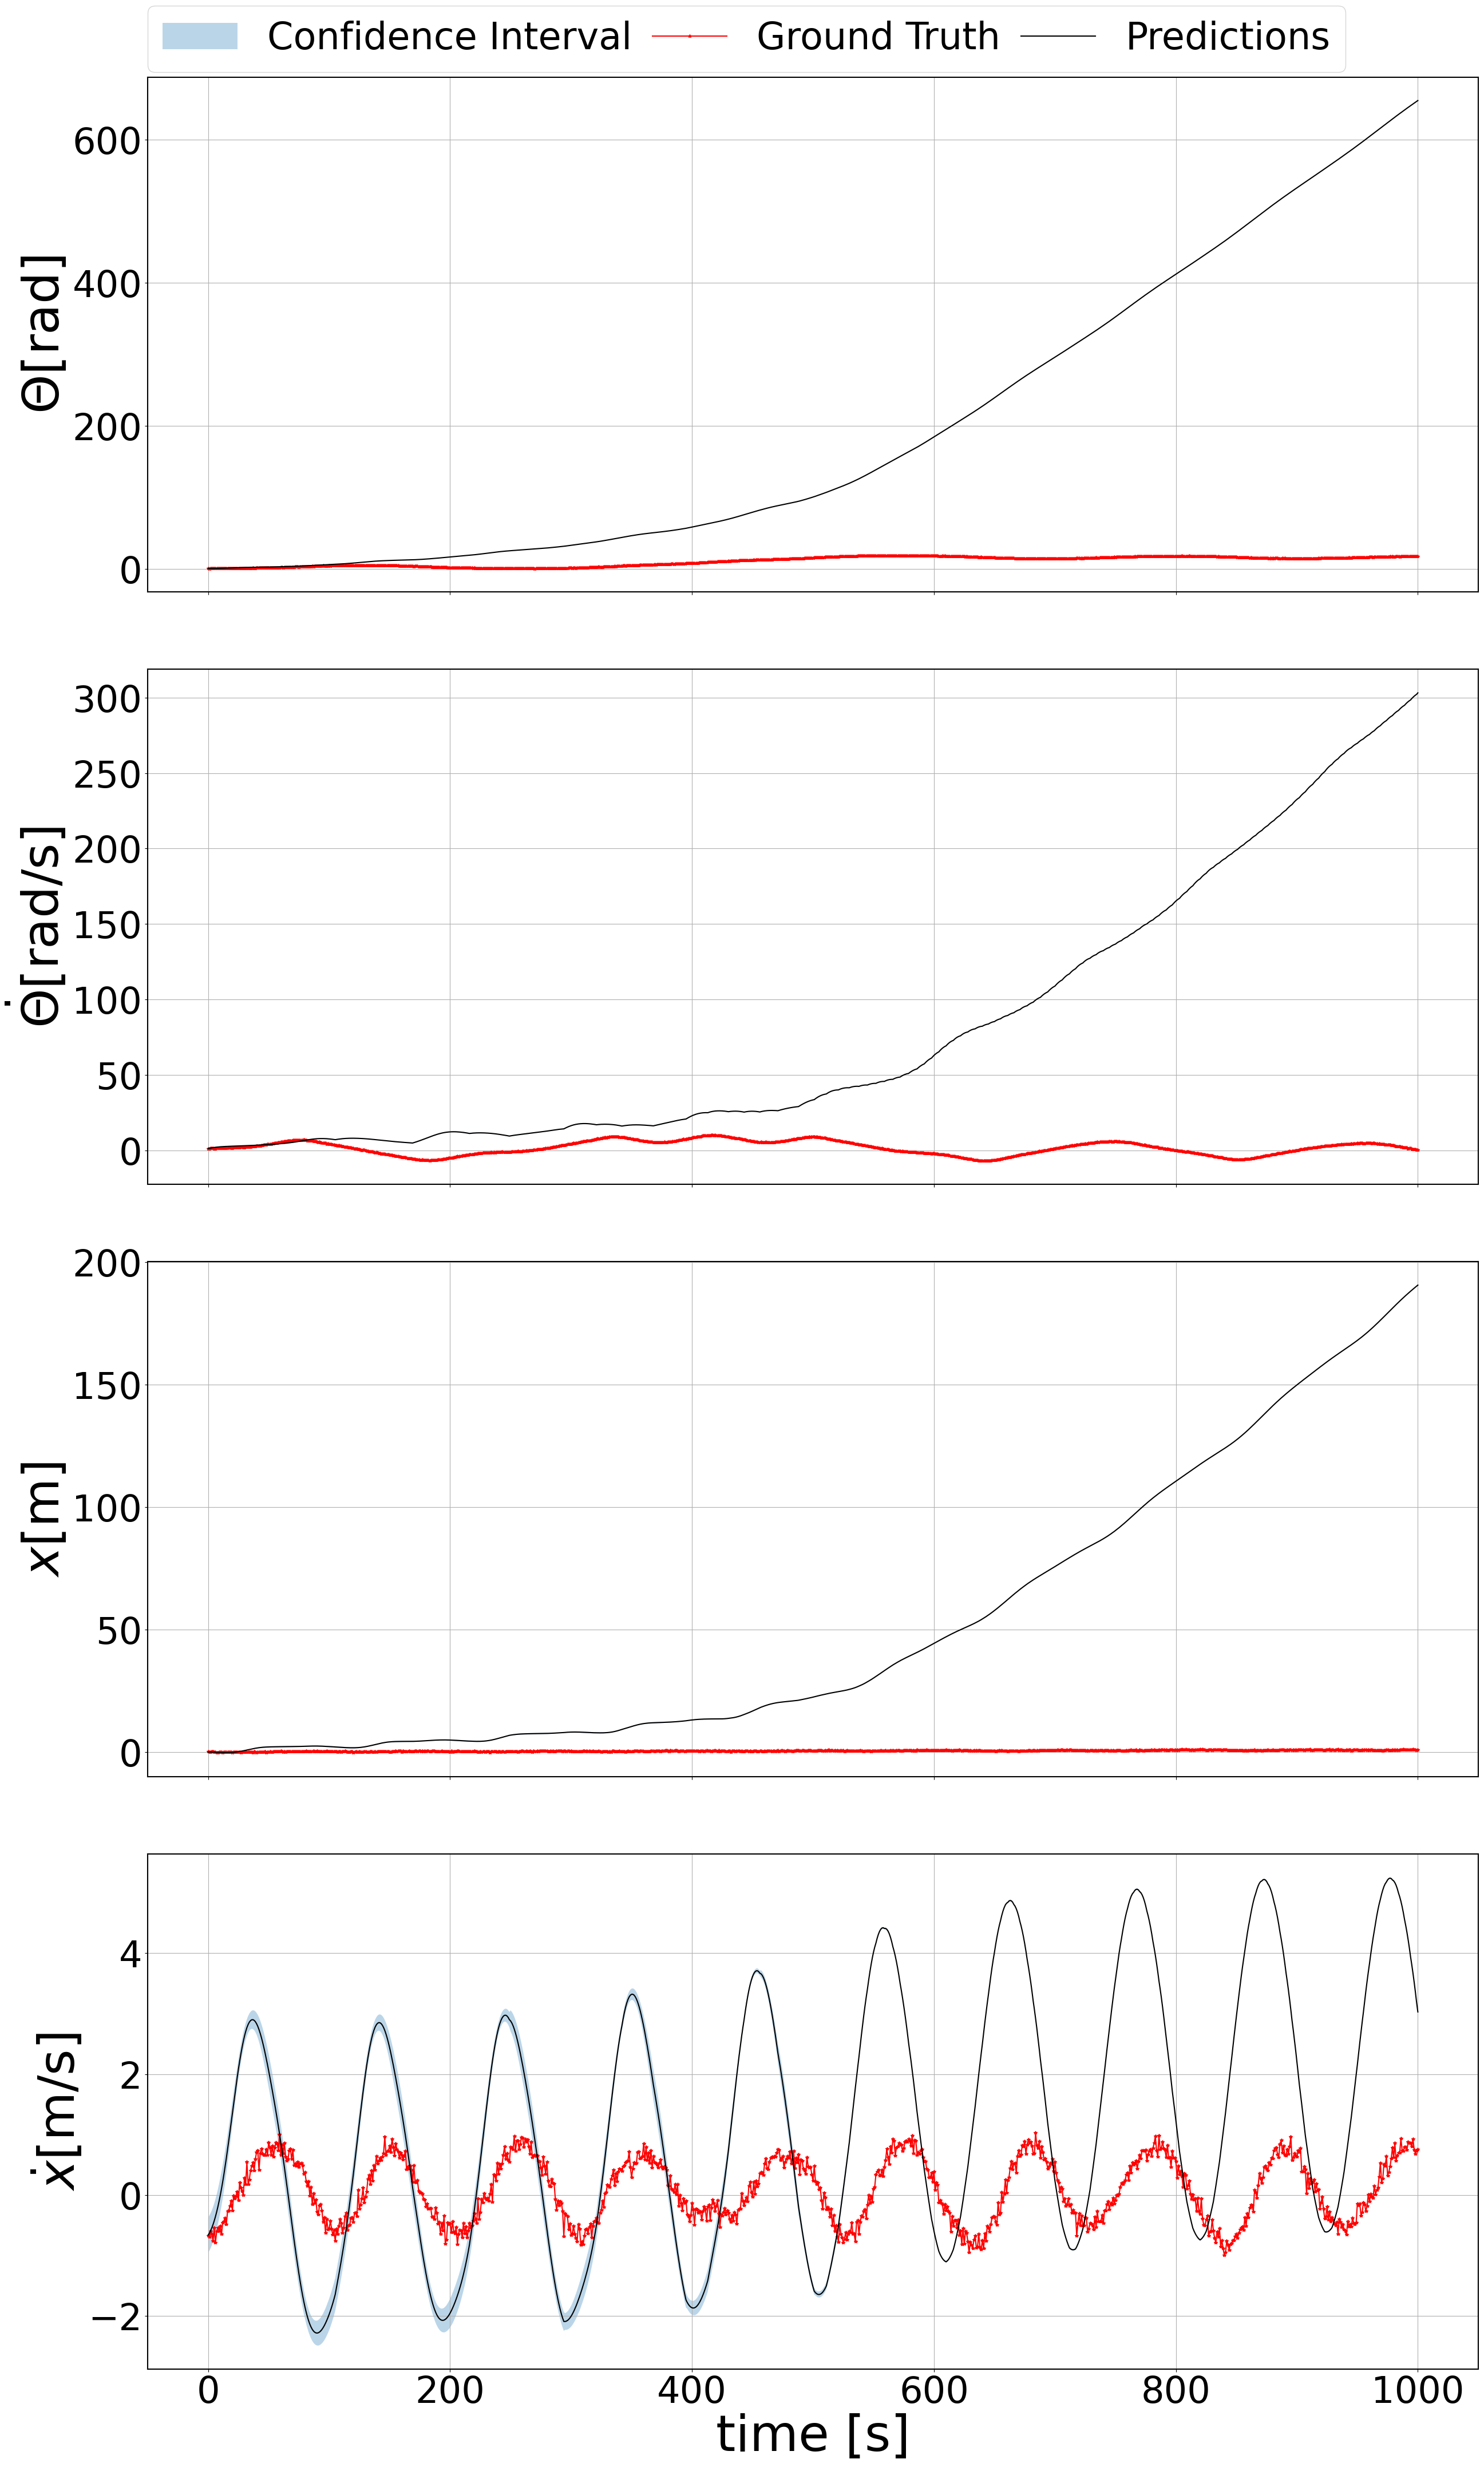 Confidence Interval Ground Truth Predictions
600
400
200
0
Θ[rad]
300
250
200
150
100
50
0
Θ̇[rad/s]
200
150
100
50
0
x[m]
4
2
0
−2
ẋ[m/s]
0 200 400 600 800 1000
time [s]